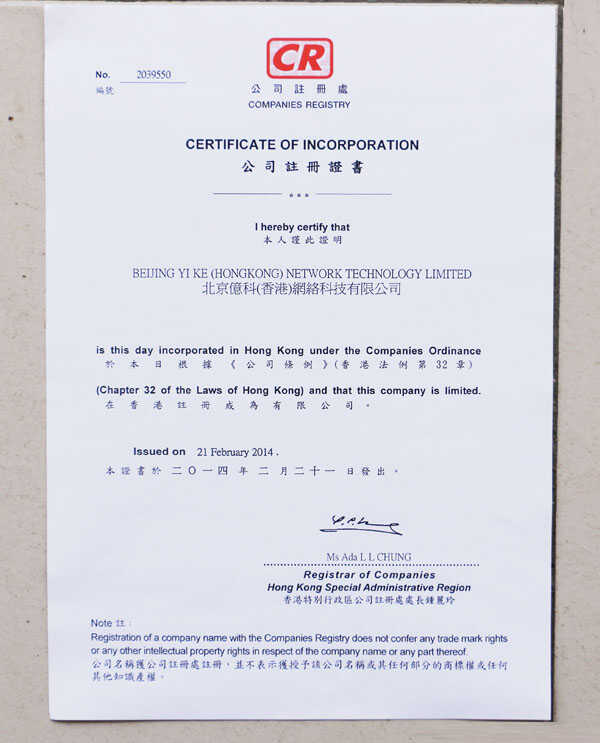 CR
No. 2039550
編號
公司註冊處
COMPANIES REGISTRY
CERTIFICATE OF INCORPORATION
公司註冊證書
***
I hereby certify that
本人謹此證明
BEIJING YI KE (HONGKONG) NETWORK TECHNOLOGY LIMITED
北京億科(香港)網絡科技有限公司
is this day incorporated in Hong Kong under the Companies Ordinance
於本日根據《公司條例》(香港法例第32章)
(Chapter 32 of the Laws of Hong Kong) and that this company is limited.
在香港註冊成為有限公司。
Issued on 21 February 2014.
本證書於二〇一四年二月二十一日發出。
Ms Ada L L CHUNG
Registrar of Companies
Hong Kong Special Administrative Region
香港特別行政區公司註冊處處長鍾麗玲
Note 註:
Registration of a company name with the Companies Registry does not confer any trade mark rights
or any other intellectual property rights in respect of the company name or any part thereof.
公司名稱獲公司註冊處註冊,並不表示獲授予該公司名稱或其任何部分的商標權或任何
其他知識產權。